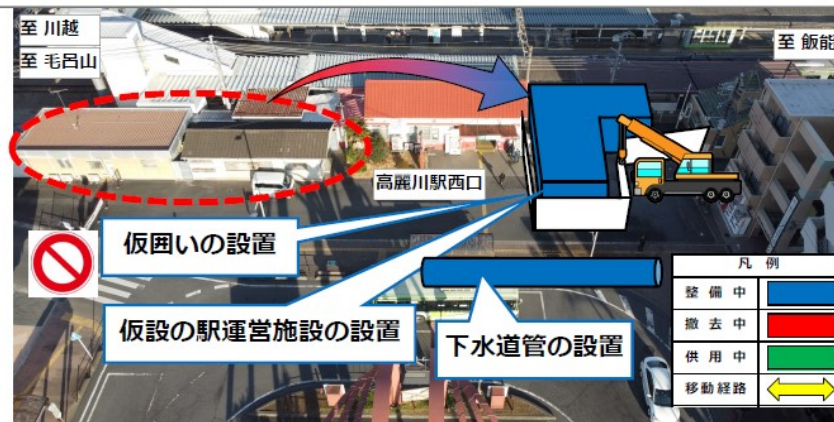 至 川越
至 毛呂山
至 飯能
高麗川駅西口
仮囲いの設置
仮設の駅運営施設の設置
下水道管の設置
凡 例
整 備 中
撤 去 中
供 用 中
移動経路